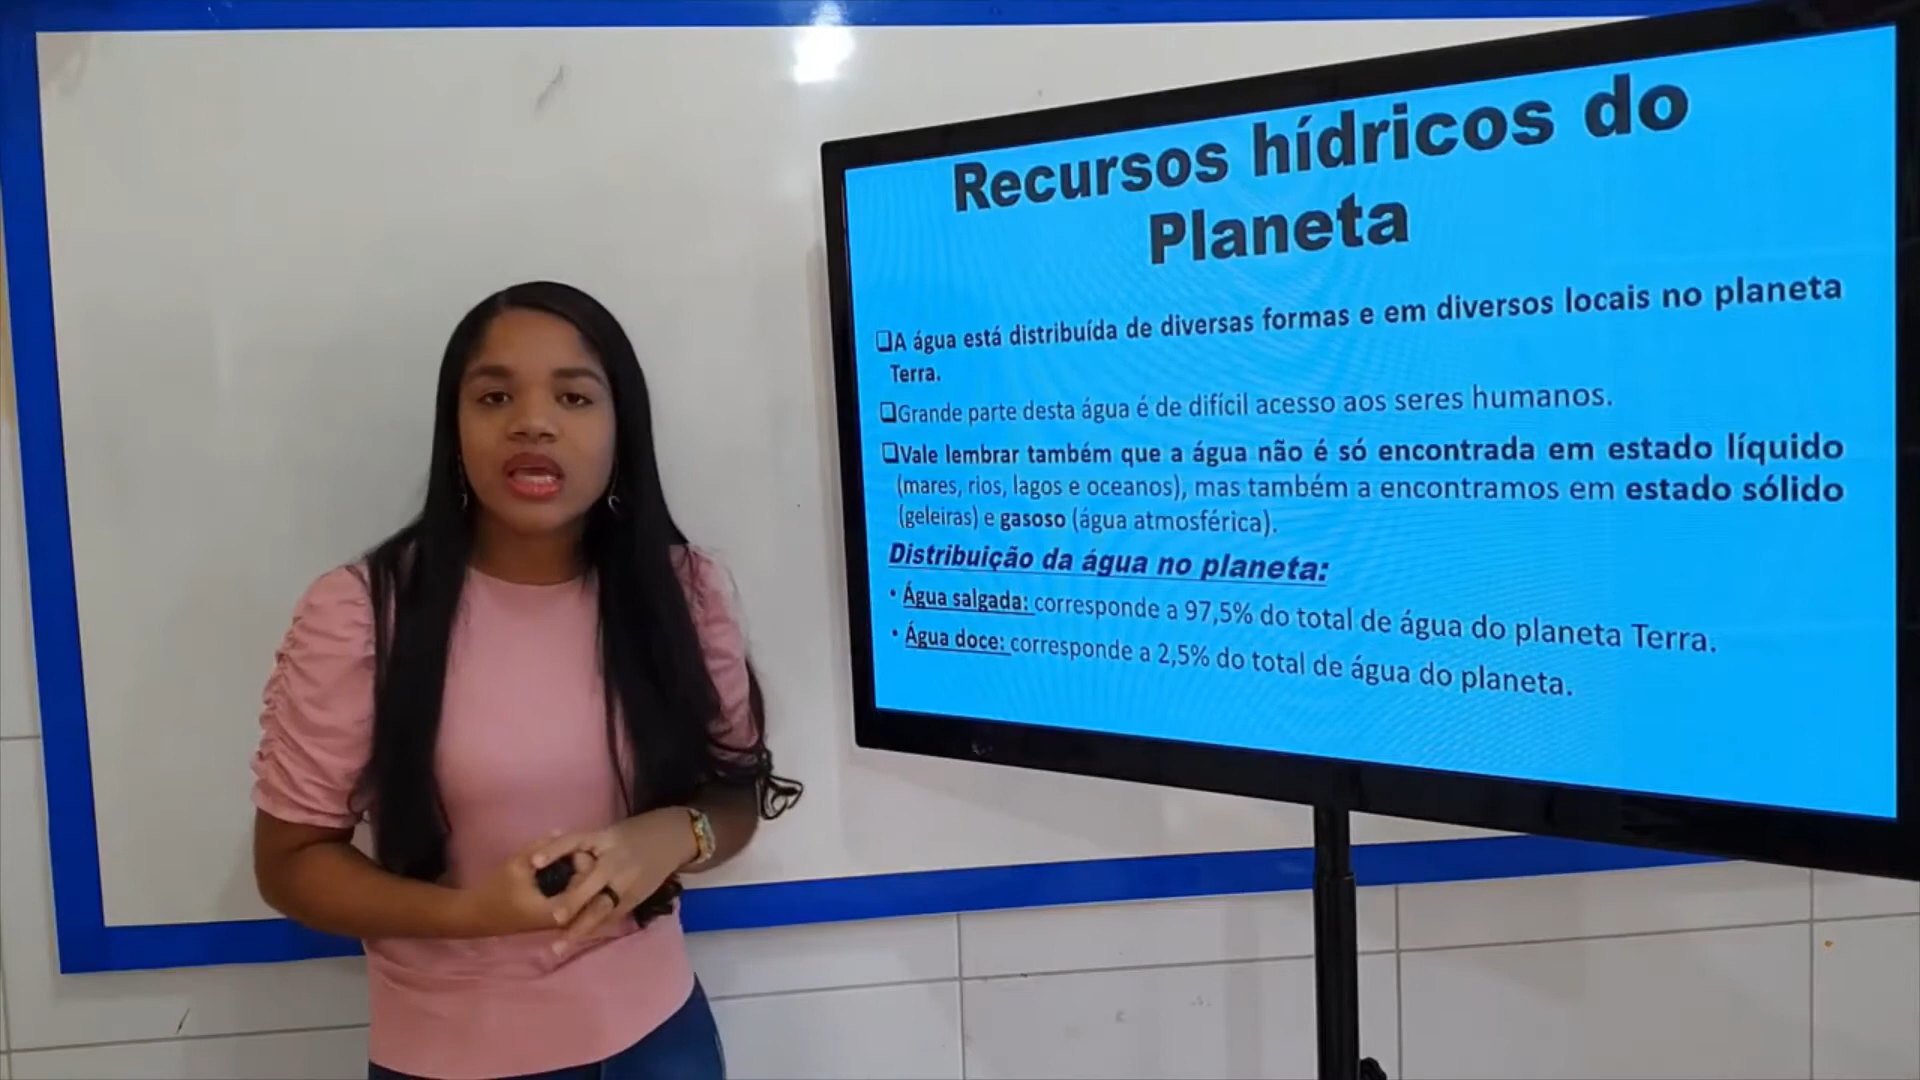 Recursos hídricos do
Planeta
❑A água está distribuída de diversas formas e em diversos locais no planeta
Terra.
❑Grande parte desta água é de difícil acesso aos seres humanos.
❑Vale lembrar também que a água não é só encontrada em estado líquido
(mares, rios, lagos e oceanos), mas também a encontramos em estado sólido
(geleiras) e gasoso (água atmosférica).
Distribuição da água no planeta:
• Água salgada: corresponde a 97,5% do total de água do planeta Terra.
• Água doce: corresponde a 2,5% do total de água do planeta.